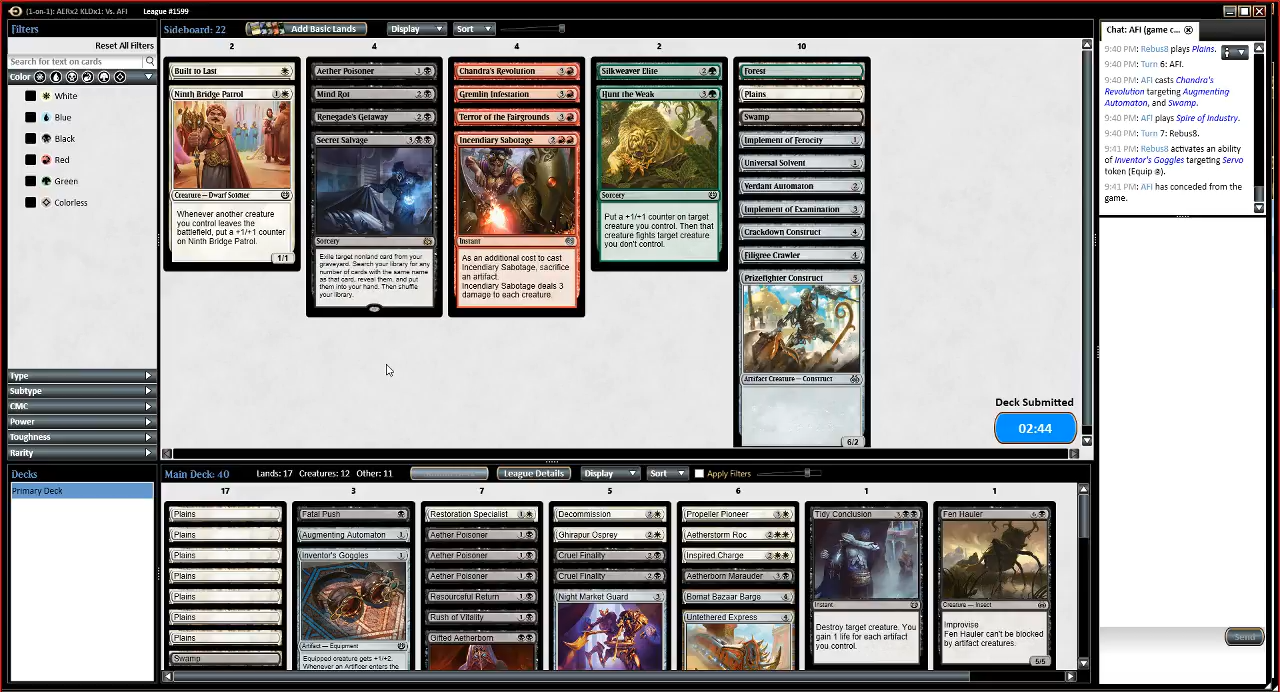 (1-on-1): AERx2 KLDx1: Vs. AFI League #1599
Filters
Reset All Filters
Search for text on cards
Color
White
Blue
Black
Red
Green
Colorless
Type
Subtype
CMC
Power
Toughness
Rarity
Decks
Primary Deck
Sideboard: 22
Add Basic Lands
Display
Sort
2
4
4
2
10
Built to Last
Ninth Bridge Patrol
Creature — Dwarf Soldier
Whenever another creature
you control leaves the
battlefield, put a +1/+1 counter
on Ninth Bridge Patrol.
1/1
Aether Poisoner
Mind Rot
Renegade's Getaway
Secret Salvage
Sorcery
Exile target nonland card from your
graveyard. Search your library for any
number of cards with the same name
as that card, reveal them, and put
them into your hand. Then shuffle
your library.
Chandra's Revolution
Gremlin Infestation
Terror of the Fairgrounds
Incendiary Sabotage
Instant
As an additional cost to cast
Incendiary Sabotage, sacrifice
an artifact.
Incendiary Sabotage deals 3
damage to each creature.
Silkweaver Elite
Hunt the Weak
Sorcery
Put a +1/+1 counter on target
creature you control. Then that
creature fights target creature
you don't control.
Forest
Plains
Swamp
Implement of Ferocity
Universal Solvent
Verdant Automaton
Implement of Examination
Crackdown Construct
Filigree Crawler
Prizefighter Construct
Artifact Creature — Construct
6/2
Deck Submitted
02:44
Main Deck: 40
Lands: 17 Creatures: 12 Other: 11
League Details
Display
Sort
Apply Filters
17
3
7
5
6
1
1
Plains
Plains
Plains
Plains
Plains
Plains
Swamp
Fatal Push
Augmenting Automaton
Inventor's Goggles
Artifact — Equipment
Equipped creature gets +1/+2.
Whenever an Artificer enters the
Restoration Specialist
Aether Poisoner
Aether Poisoner
Aether Poisoner
Resourceful Return
Rush of Vitality
Gifted Aetherborn
Decommission
Ghirapur Osprey
Cruel Finality
Cruel Finality
Night Market Guard
Propeller Pioneer
Aetherstorm Roc
Inspired Charge
Aetherborn Marauder
Bomat Bazaar Barge
Untethered Express
Tidy Conclusion
Instant
Destroy target creature. You
gain 1 life for each artifact
you control.
Fen Hauler
Creature — Insect
Improvise
Fen Hauler can't be blocked
by artifact creatures.
5/5
Chat: AFI (game c...
9:40 PM: Rebus8 plays Plains.
9:40 PM: Turn 6: AFI.
9:40 PM: AFI casts Chandra's
Revolution targeting Augmenting
Automaton, and Swamp.
9:40 PM: AFI plays Spire of Industry.
9:40 PM: Turn 7: Rebus8.
9:41 PM: Rebus8 activates an ability
of Inventor's Goggles targeting Servo
token (Equip ②).
9:41 PM: AFI has conceded from the
game.
Send